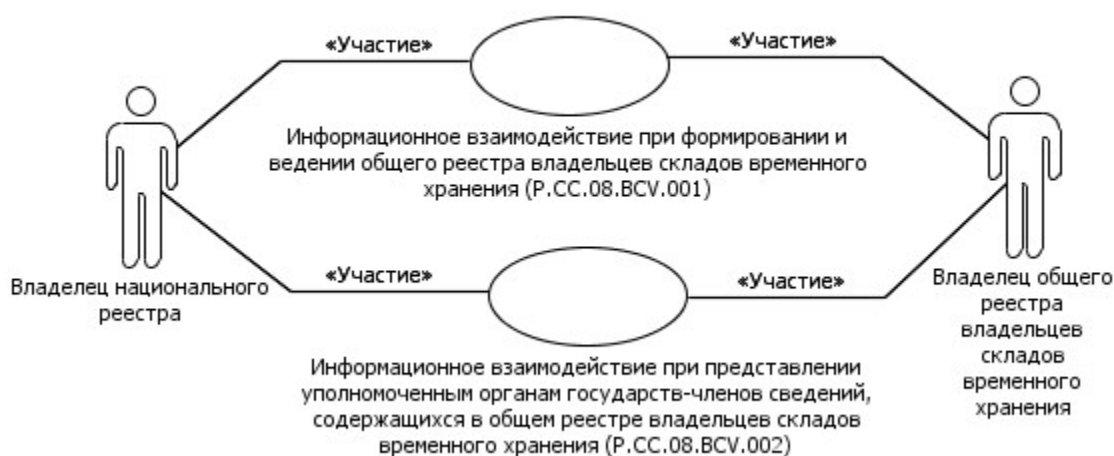 «Участие»
«Участие»
Информационное взаимодействие при формировании и
ведении общего реестра владельцев складов временного
хранения (P.CC.08.BCV.001)
Владелец национального
реестра
«Участие»
«Участие»
Владелец общего
реестра
владельцев
складов
временного
хранения
Информационное взаимодействие при представлении
уполномоченным органам государств-членов сведений,
содержащихся в общем реестре владельцев складов
временного хранения (P.CC.08.BCV.002)